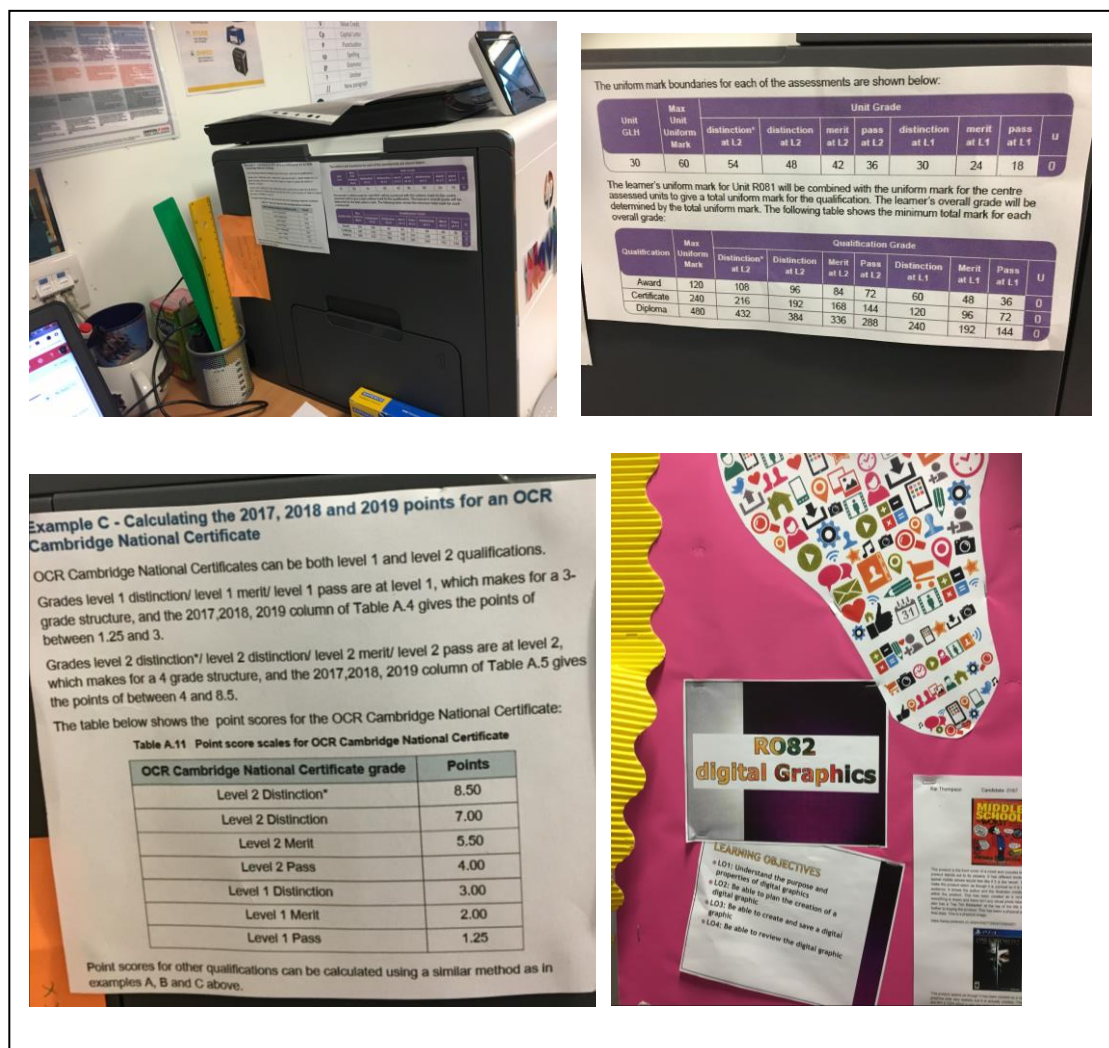 Capital Letter
Punctuation
Spelling
Grammar
New paragraph
The uniform mark boundaries for each of the assessments are shown below:
Unit GLH Max Unit Uniform Mark Unit Grade
distinction* at L2 distinction at L2 merit at L2 pass at L2 distinction at L1 merit at L1 pass at L1 U
30 60 54 48 42 36 30 24 18 0
The learner's uniform mark for Unit R081 will be combined with the uniform mark for the centre
assessed units to give a total uniform mark for the qualification. The learner's overall grade will be
determined by the total uniform mark. The following table shows the minimum total mark for each
overall grade:
Qualification Max Uniform Mark Qualification Grade
Distinction* at L2 Distinction at L2 Merit at L2 Pass at L2 Distinction at L1 Merit at L1 Pass at L1 U
Award 120 108 96 84 72 60 48 36 0
Certificate 240 216 192 168 144 120 96 72 0
Diploma 480 432 384 336 288 240 192 144 0
Example C - Calculating the 2017, 2018 and 2019 points for an OCR
Cambridge National Certificate
OCR Cambridge National Certificates can be both level 1 and level 2 qualifications.
Grades level 1 distinction/ level 1 merit/ level 1 pass are at level 1, which makes for a 3-
grade structure, and the 2017,2018, 2019 column of Table A.4 gives the points of
between 1.25 and 3.
Grades level 2 distinction*/ level 2 distinction/ level 2 merit/ level 2 pass are at level 2,
which makes for a 4 grade structure, and the 2017,2018, 2019 column of Table A.5 gives
the points of between 4 and 8.5.
The table below shows the point scores for the OCR Cambridge National Certificate:
Table A.11 Point score scales for OCR Cambridge National Certificate
OCR Cambridge National Certificate grade Points
Level 2 Distinction* 8.50
Level 2 Distinction 7.00
Level 2 Merit 5.50
Level 2 Pass 4.00
Level 1 Distinction 3.00
Level 1 Merit 2.00
Level 1 Pass 1.25
Point scores for other qualifications can be calculated using a similar method as in
examples A, B and C above.
31
RO82
digital Graphics
LEARNING OBJECTIVES
LO1: Understand the purpose and
properties of digital graphics
LO2: Be able to plan the creation of a
digital graphic
LO3: Be able to create and save a digital
graphic
LO4: Be able to review the digital graphic
Thompson Candidate
MIDDLE
SCHOOL